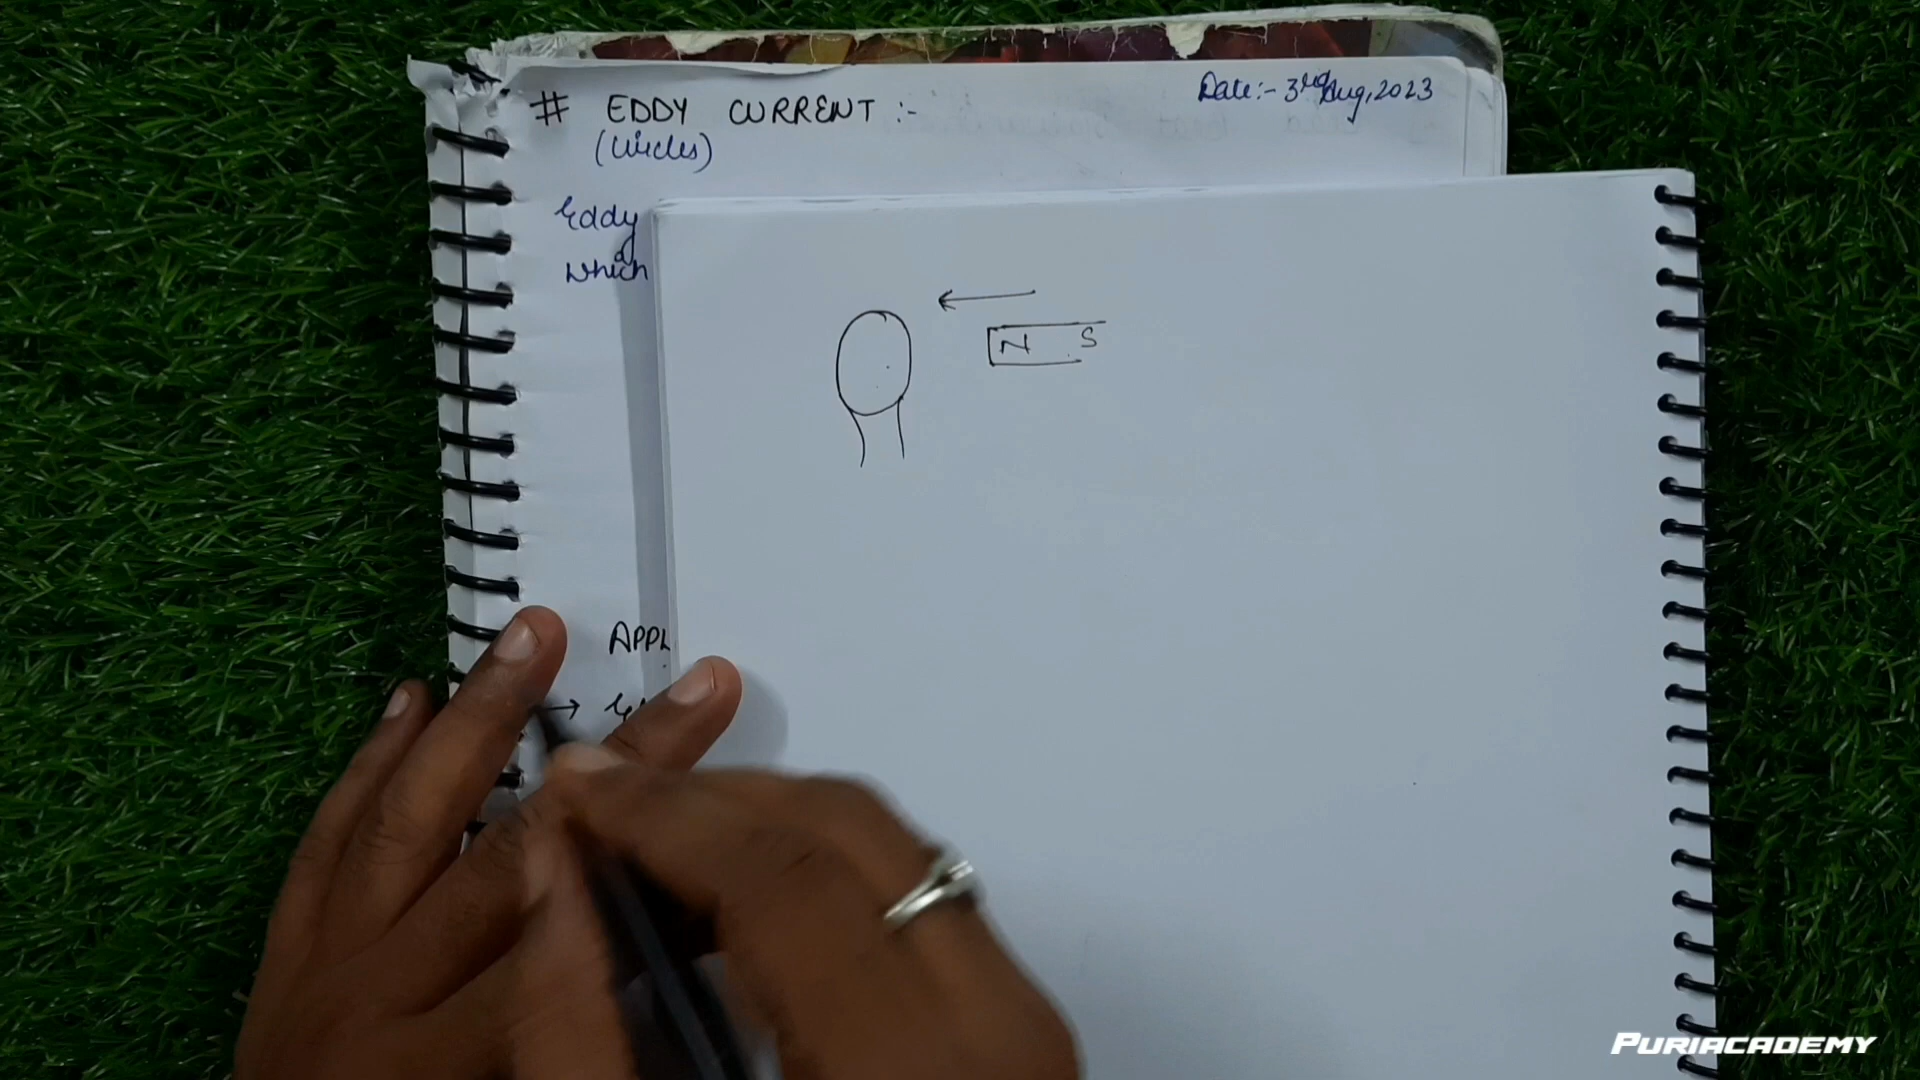 # EDDY CURRENT :-
Date:- 3rd Aug, 2023
(Circles)
Eddy
which
N S
APPL
→
PURIACADEMY